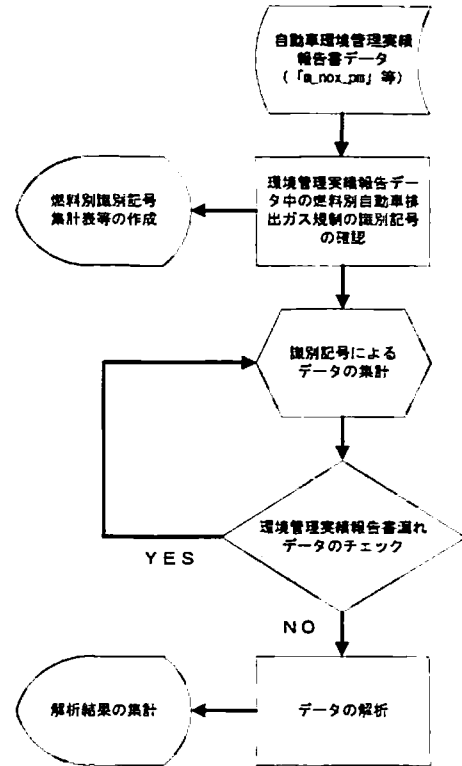 自動車環境管理実績
報告書データ
(「m_nox_pm」等)
燃料別識別記号
集計表等の作成
環境管理実績報告デー
タ中の燃料別自動車排
出ガス規制の識別記号
の確認
識別記号による
データの集計
環境管理実績報告書漏れ
データのチェック
YES
NO
解析結果の集計
データの解析